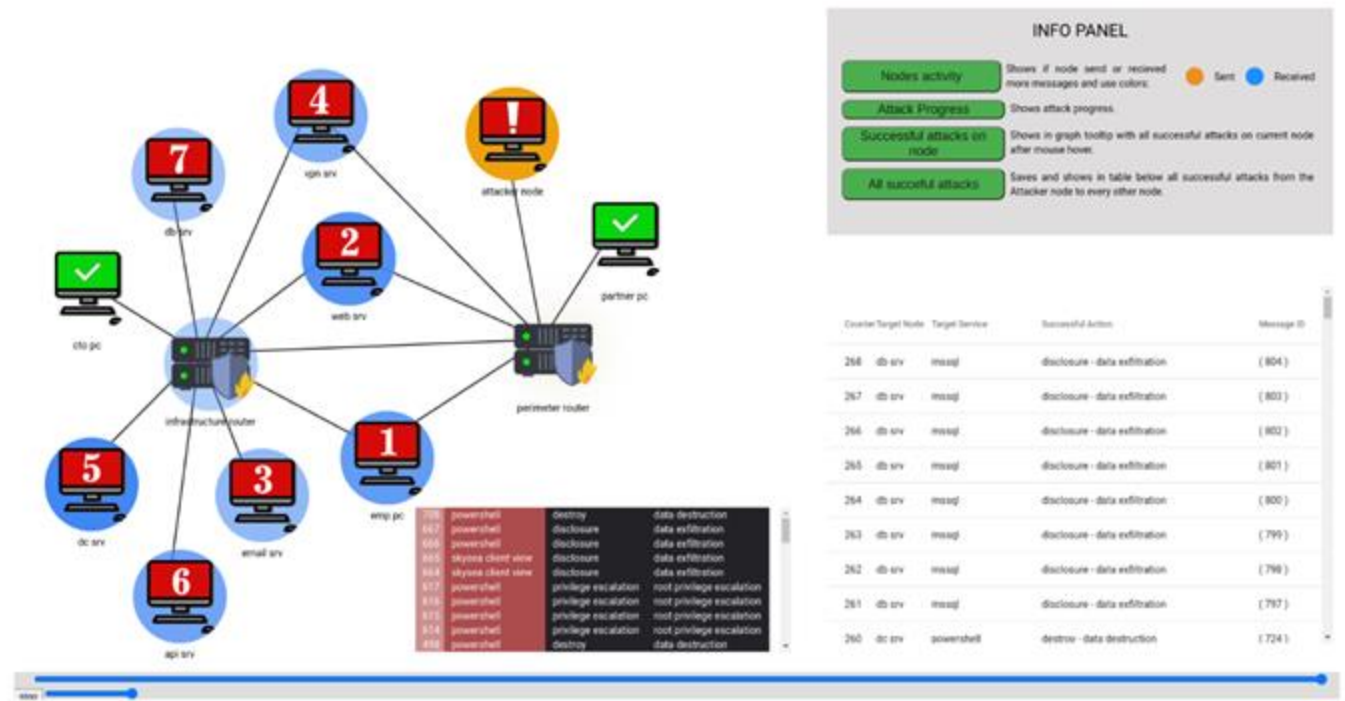 INFO PANEL
Nodes activity
Shows if node send or recieved
more messages and use colors:
Sent
Received
Attack Progress
Shows attack progress.
Successful attacks on
node
Shows in graph tooltip with all successful attacks on current node
after mouse hover.
All succeful attacks
Saves and shows in table below all successful attacks from the
Attacker node to every other node.
4
vpn srv
!
attacker node
7
db srv
2
web srv
partner pc
cto pc
infrastructure router
perimeter router
1
emp pc
5
dc srv
3
email srv
6
api srv
powershell destroy data destruction
667 powershell disclosure data exfiltration
666 powershell disclosure data exfiltration
665 skysea client view disclosure data exfiltration
664 skysea client view disclosure data exfiltration
617 powershell privilege escalation root privilege escalation
616 powershell privilege escalation root privilege escalation
615 powershell privilege escalation root privilege escalation
614 powershell privilege escalation root privilege escalation
powershell destroy data destruction
Counter Target Node Target Service Successful Action Message ID
268 db srv mssql disclosure - data exfiltration ( 804 )
267 db srv mssql disclosure - data exfiltration ( 803 )
266 db srv mssql disclosure - data exfiltration ( 802 )
265 db srv mssql disclosure - data exfiltration ( 801 )
264 db srv mssql disclosure - data exfiltration ( 800 )
263 db srv mssql disclosure - data exfiltration ( 799 )
262 db srv mssql disclosure - data exfiltration ( 798 )
261 db srv mssql disclosure - data exfiltration ( 797 )
260 dc srv powershell destroy - data destruction ( 724 )